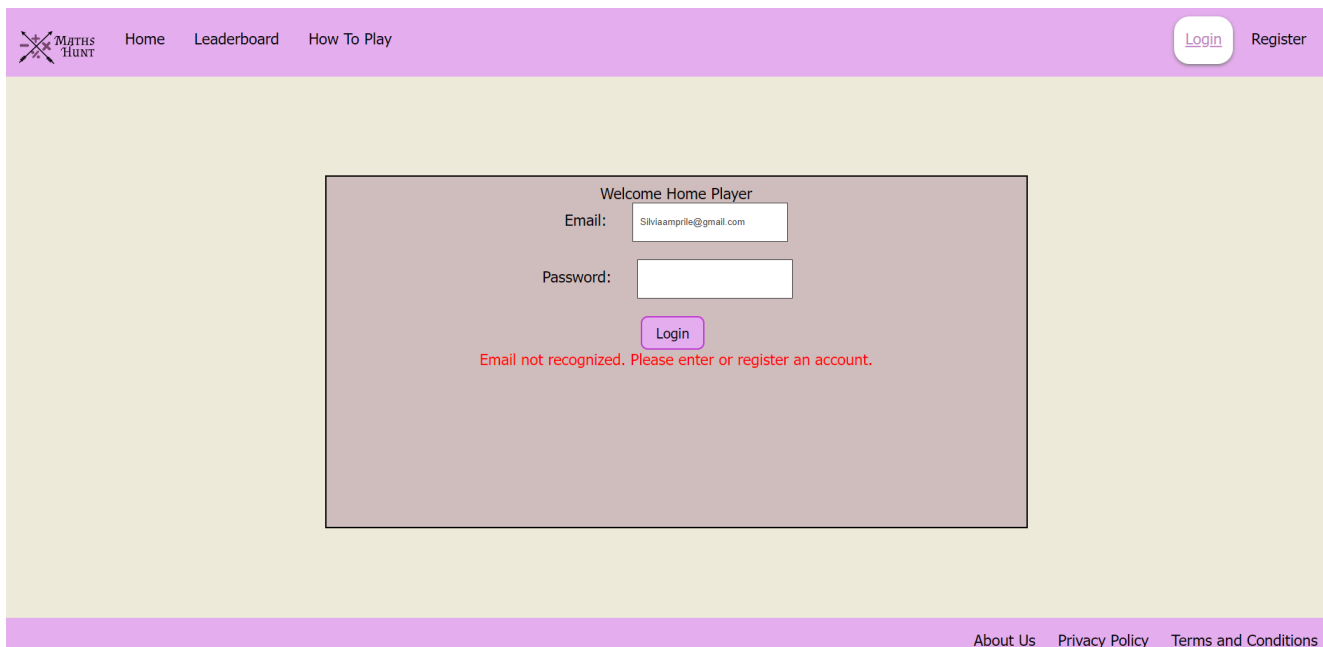 MATHS HUNT Home Leaderboard How To Play Login Register
Welcome Home Player
Email: Silviaamprile@gmail.com
Password:
Login
Email not recognized. Please enter or register an account.
About Us Privacy Policy Terms and Conditions